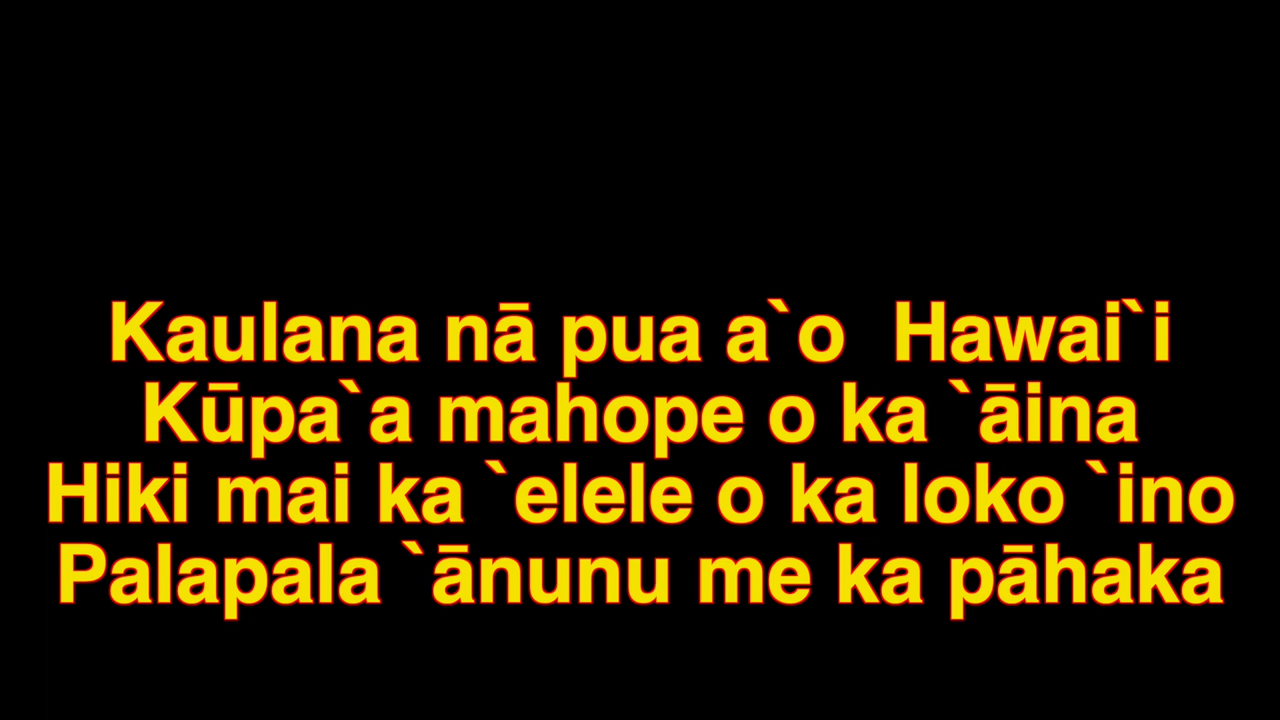 Kaulana nā pua a`o  Hawai`i
Kūpa`a mahope o ka `āina
Hiki mai ka `elele o ka loko `ino
Palapala `ānunu me ka pāhaka